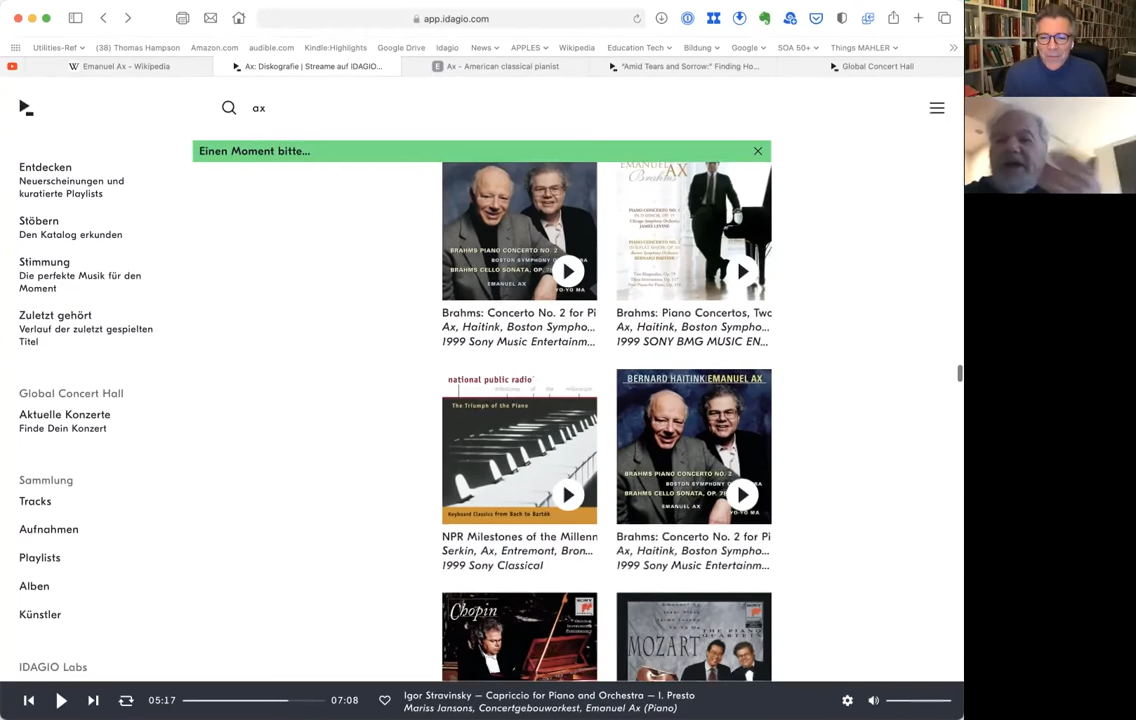 app.idagio.com
Utilities-Ref
(38) Thomas Hampson
Amazon.com
audible.com
Kindle:Highlights
Google Drive
Idagio
News
APPLES
Wikipedia
Education Tech
Bildung
Google
SOA 50+
Things MAHLER
Emanuel Ax - Wikipedia
Ax: Diskografie | Streame auf IDAGIO...
Ax - American classical pianist
"Amid Tears and Sorrow:" Finding Ho...
Global Concert Hall
ax
Einen Moment bitte...
Entdecken
Neuerscheinungen und
kuratierte Playlists
Stöbern
Den Katalog erkunden
Stimmung
Die perfekte Musik für den
Moment
Zuletzt gehört
Verlauf der zuletzt gespielten
Titel
Global Concert Hall
Aktuelle Konzerte
Finde Dein Konzert
Sammlung
Tracks
Aufnahmen
Playlists
Alben
Künstler
IDAGIO Labs
BRAHMS PIANO CONCERTO NO. 2
BOSTON SYMPHONY
BRAHMS CELLO SONATA, OP. 78
EMANUEL AX
YO-YO MA
Brahms: Concerto No. 2 for Pi
Ax, Haitink, Boston Sympho...
1999 Sony Music Entertainm...
EMANUEL AX
Brahms
JAMES LEVINE
BERNARD HAITINK
Brahms: Piano Concertos, Two
Ax, Haitink, Boston Sympho...
1999 SONY BMG MUSIC EN...
national public radio
milestones of the millennium
The Triumph of the Piano
Keyboard Classics from Bach to Bartók
NPR Milestones of the Millenn
Serkin, Ax, Entremont, Bron...
1999 Sony Classical
BERNARD HAITINK EMANUEL AX
BRAHMS PIANO CONCERTO NO. 2
BOSTON SYMPHONY
BRAHMS CELLO SONATA, OP. 78
EMANUEL AX
YO-YO MA
Brahms: Concerto No. 2 for Pi
Ax, Haitink, Boston Sympho...
1999 Sony Music Entertainm...
Chopin
SONY
MOZART
THE PIANO
QUARTETS
05:17
07:08
Igor Stravinsky – Capriccio for Piano and Orchestra – I. Presto
Mariss Jansons, Concertgebouworkest, Emanuel Ax (Piano)